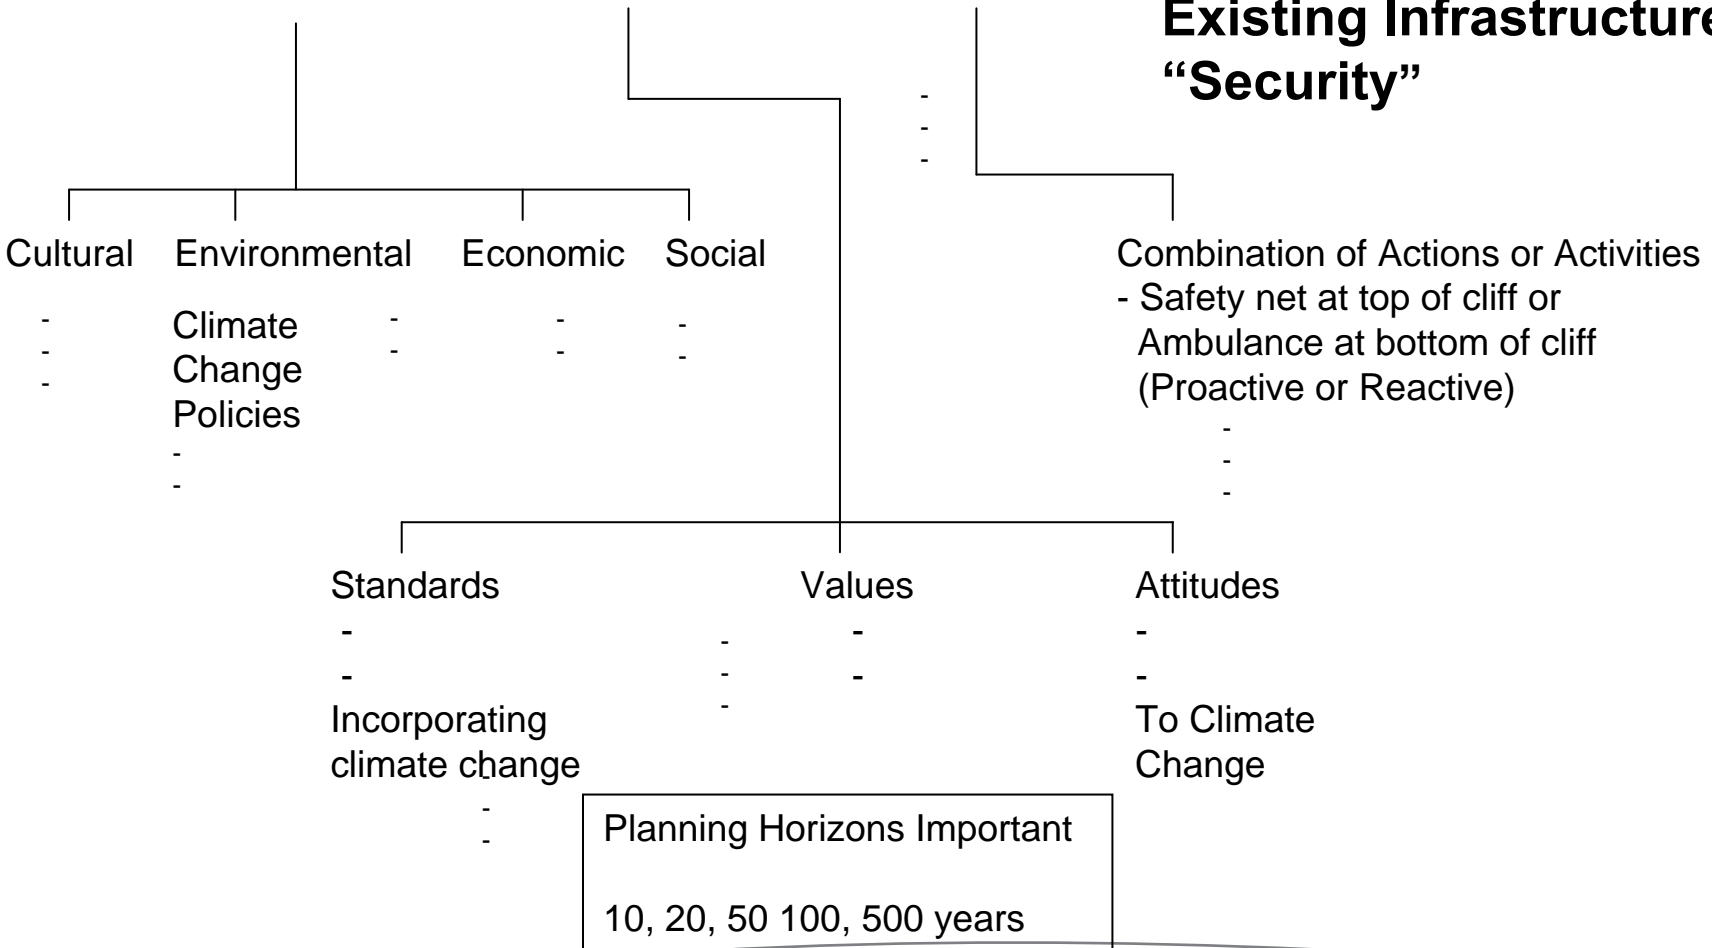 Existing Infrastructure
“Security”
-
-
-
Cultural Environmental Economic Social
-
-
-
Climate
Change
Policies
-
-
-
-
-
-
-
-
Combination of Actions or Activities
- Safety net at top of cliff or
Ambulance at bottom of cliff
(Proactive or Reactive)
-
-
-
Standards Values Attitudes
-
-
Incorporating
climate change
-
-
-
-
-
-
-
-
-
-
To Climate
Change
Planning Horizons Important
10, 20, 50 100, 500 years